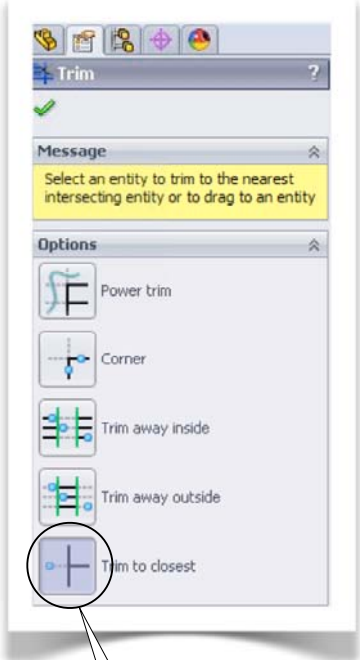 Trim ?
Message
Select an entity to trim to the nearest
intersecting entity or to drag to an entity
Options
Power trim
Corner
Trim away inside
Trim away outside
Trim to closest